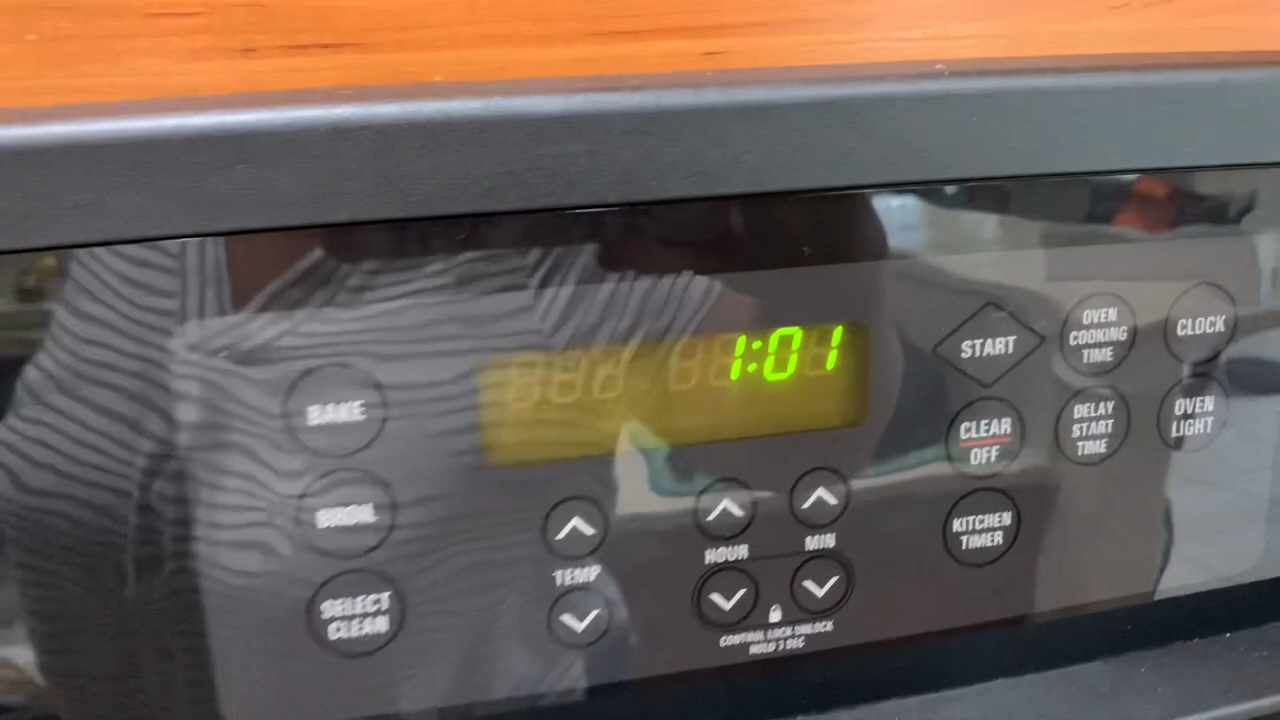 1:01
START
OVEN
COOKING
TIME
CLOCK
BAKE
CLEAR
OFF
DELAY
START
TIME
OVEN
LIGHT
BROIL
KITCHEN
TIMER
HOUR
MIN
TEMP
SELECT
CLEAN
CONTROL LOCK/UNLOCK
HOLD 3 SEC